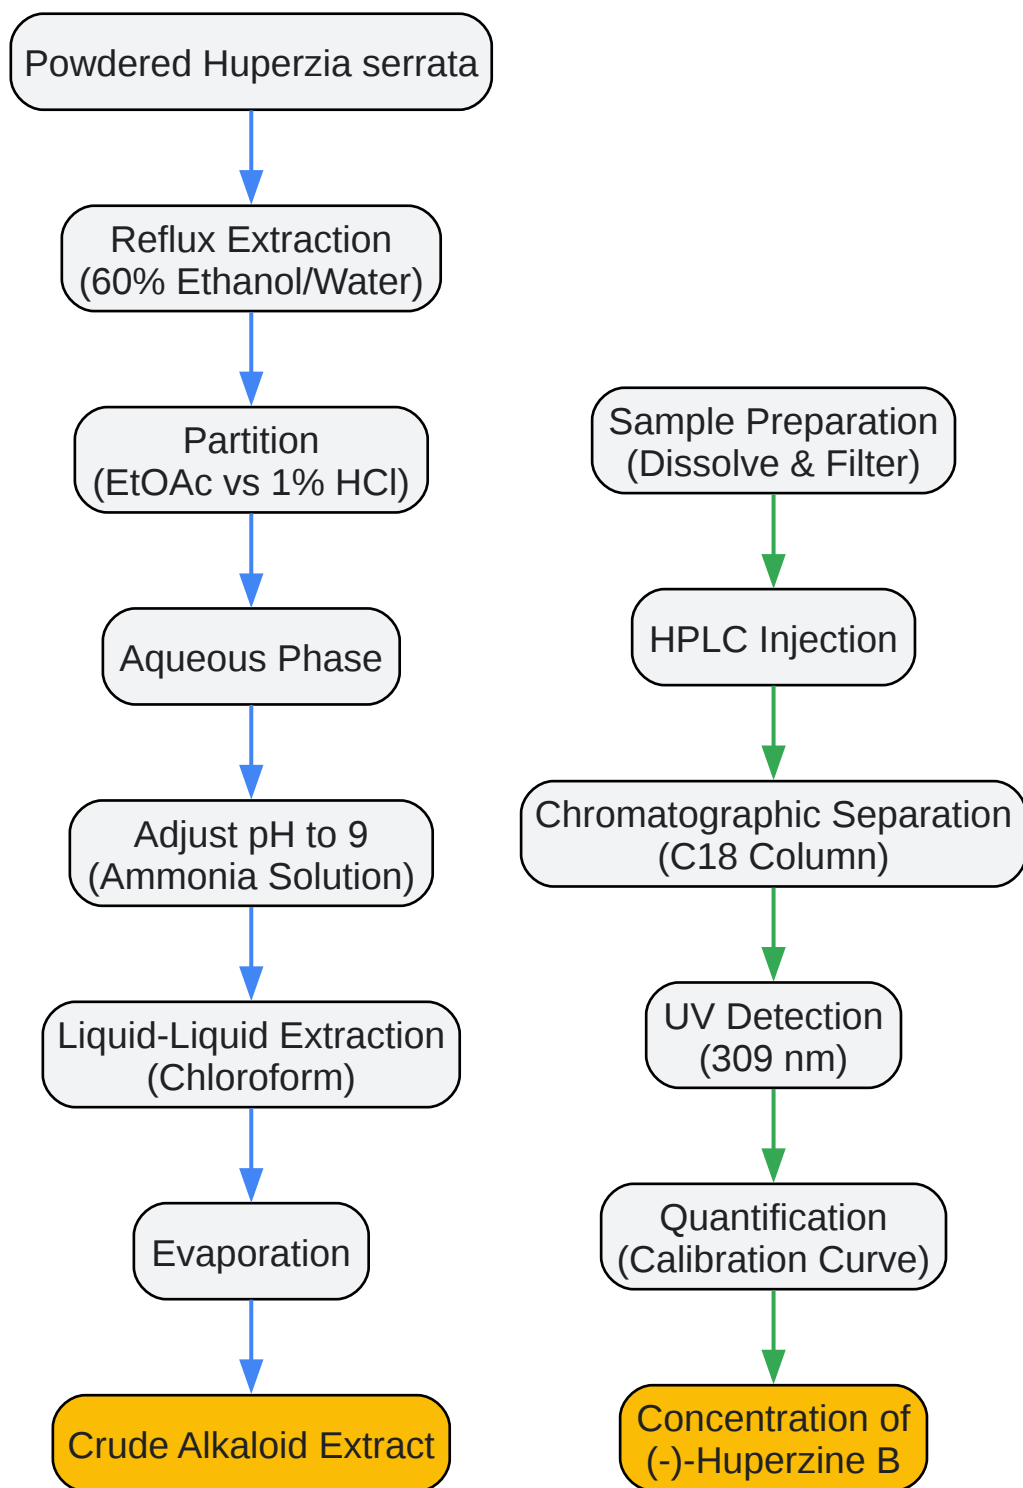 Powdered Huperzia serrata
Reflux Extraction
(60% Ethanol/Water)
Partition
(EtOAc vs 1% HCl)
Aqueous Phase
Adjust pH to 9
(Ammonia Solution)
Liquid-Liquid Extraction
(Chloroform)
Evaporation
Crude Alkaloid Extract
Sample Preparation
(Dissolve & Filter)
HPLC Injection
Chromatographic Separation
(C18 Column)
UV Detection
(309 nm)
Quantification
(Calibration Curve)
Concentration of
(-)-Huperzine B